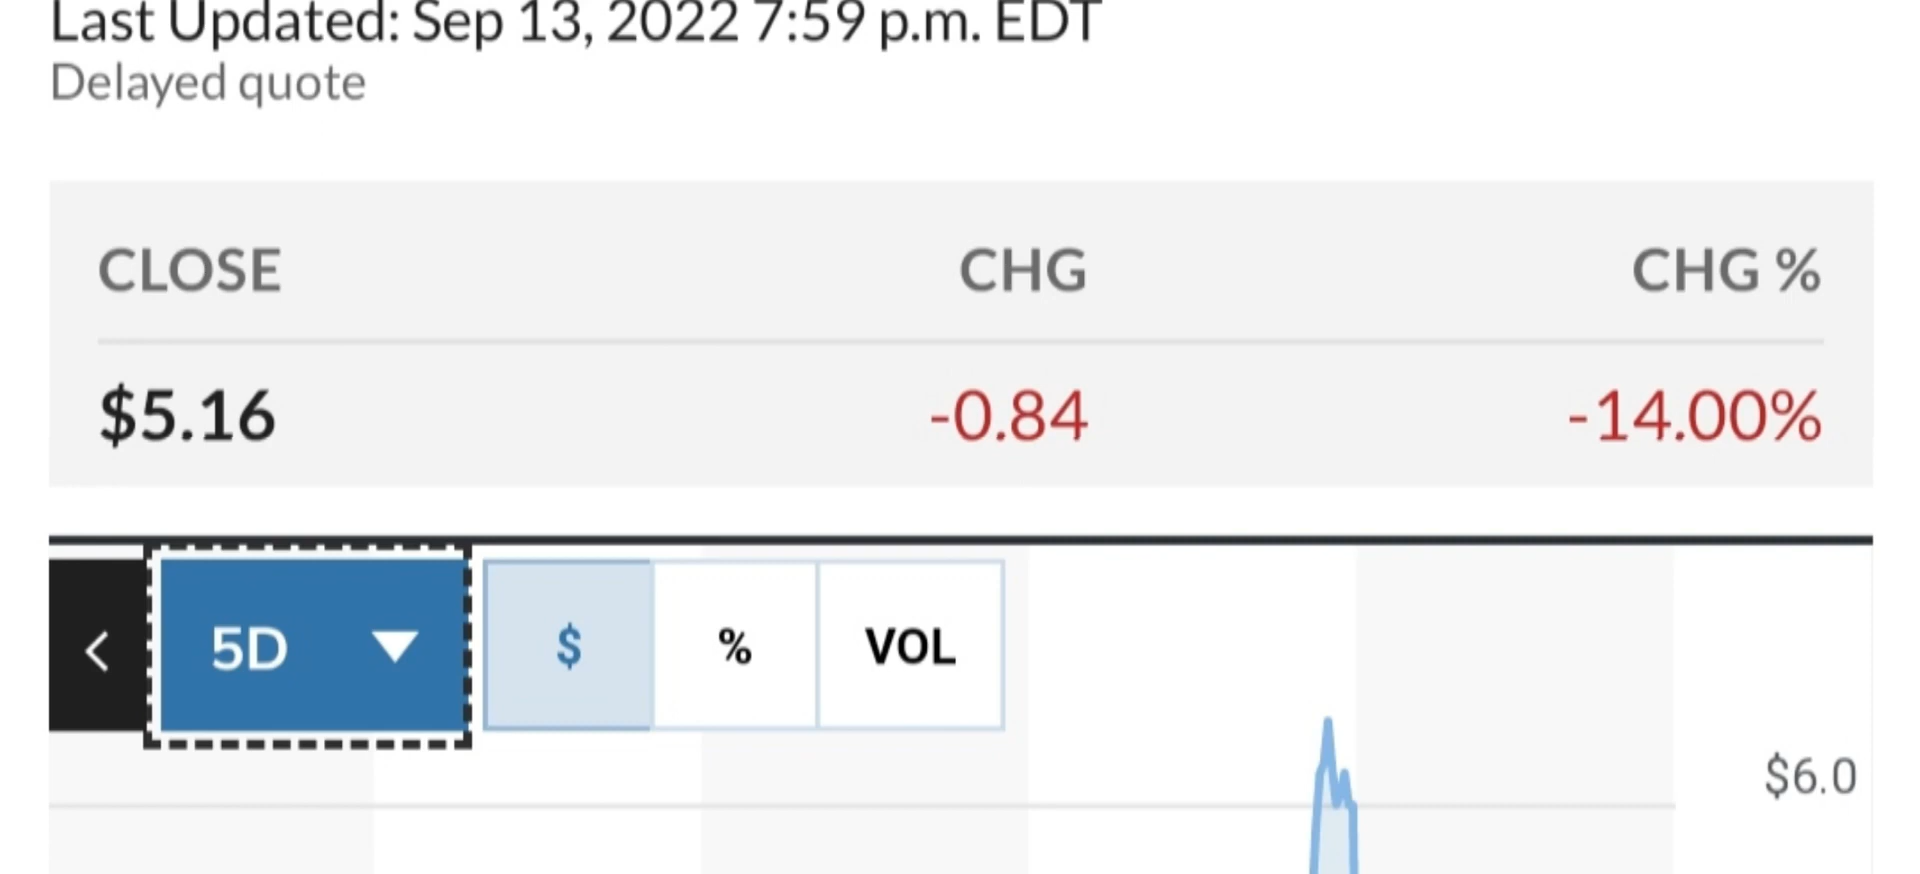 Last Updated: Sep 13, 2022 7:59 p.m. EDT
Delayed quote
CLOSE CHG CHG %
$5.16 -0.84 -14.00%
5D $ % VOL
$6.0